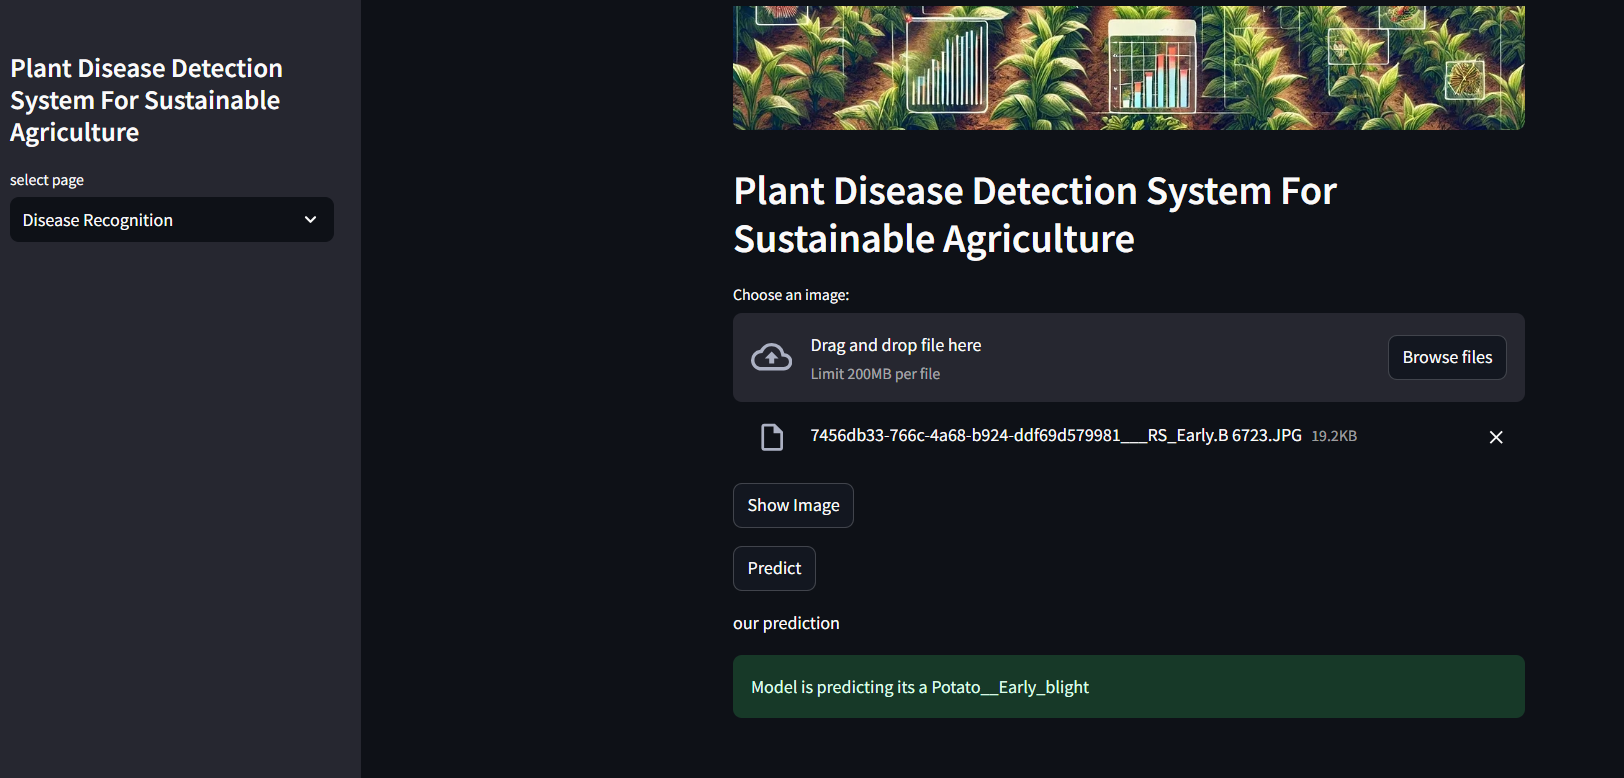 Plant Disease Detection
System For Sustainable
Agriculture
select page
Disease Recognition
Plant Disease Detection System For
Sustainable Agriculture
Choose an image:
Drag and drop file here
Limit 200MB per file
Browse files
7456db33-766c-4a68-b924-ddf69d579981___RS_Early.B 6723.JPG 19.2KB
Show Image
Predict
our prediction
Model is predicting its a Potato__Early_blight